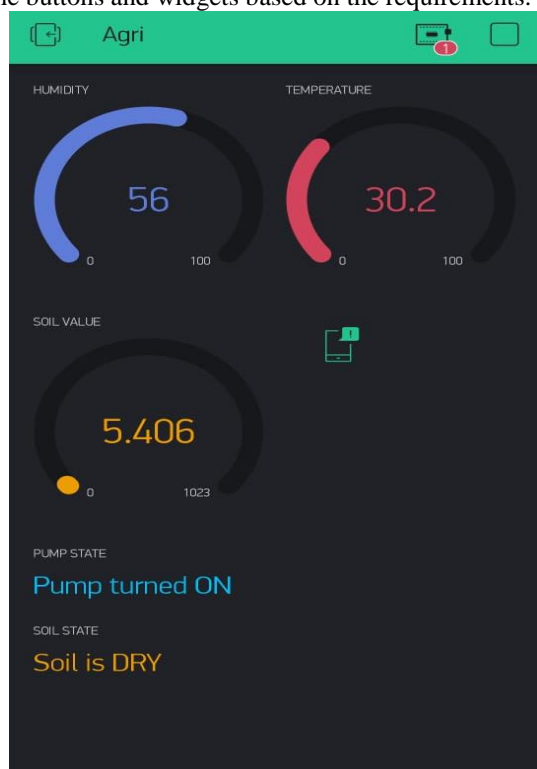 e buttons and widgets based on the requirements.
Agri
1
HUMIDITY
TEMPERATURE
56
30.2
0
100
0
100
SOIL VALUE
!
5.406
0
1023
PUMP STATE
Pump turned ON
SOIL STATE
Soil is DRY